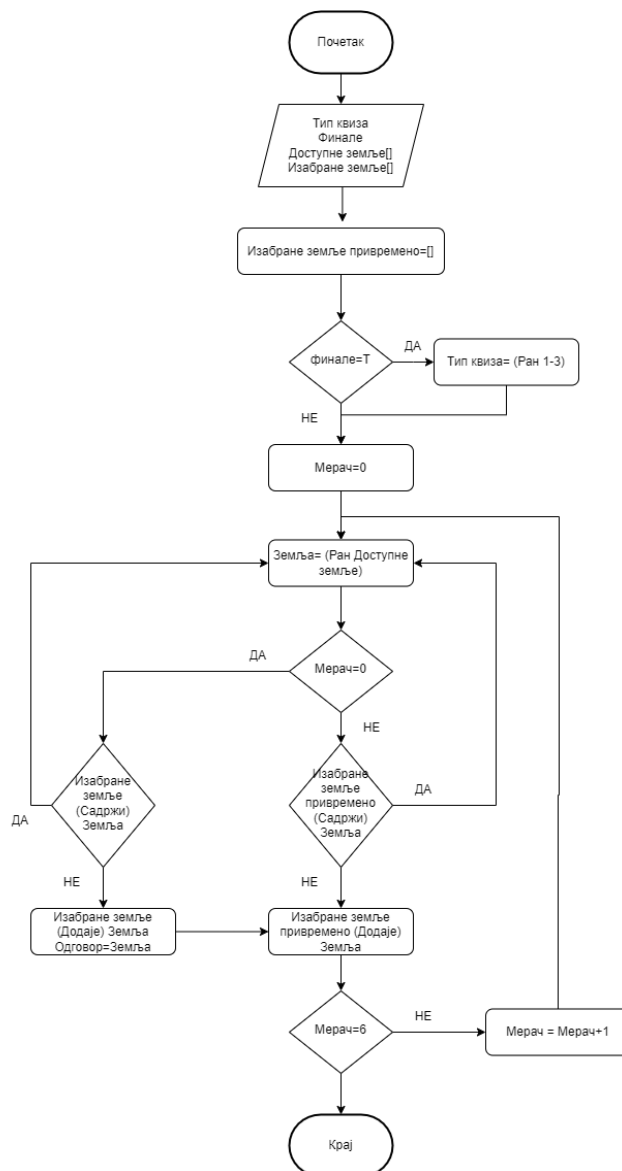 Почетак
Тип квиза
Финале
Доступне земље[]
Изабране земље[]
Изабране земље привремено=[]
финале=Т
ДА
Тип квиза= (Ран 1-3)
НЕ
Мерач=0
Земља= (Ран Доступне
земље)
Мерач=0
ДА
НЕ
Изабране
земље
(Садржи)
Земља
ДА
НЕ
Изабране
земље
привремено
(Садржи)
Земља
ДА
НЕ
Изабране земље
(Додаје) Земља
Одговор=Земља
Изабране земље
привремено (Додаје)
Земља
Мерач=6
НЕ
Мерач = Мерач+1
Крај